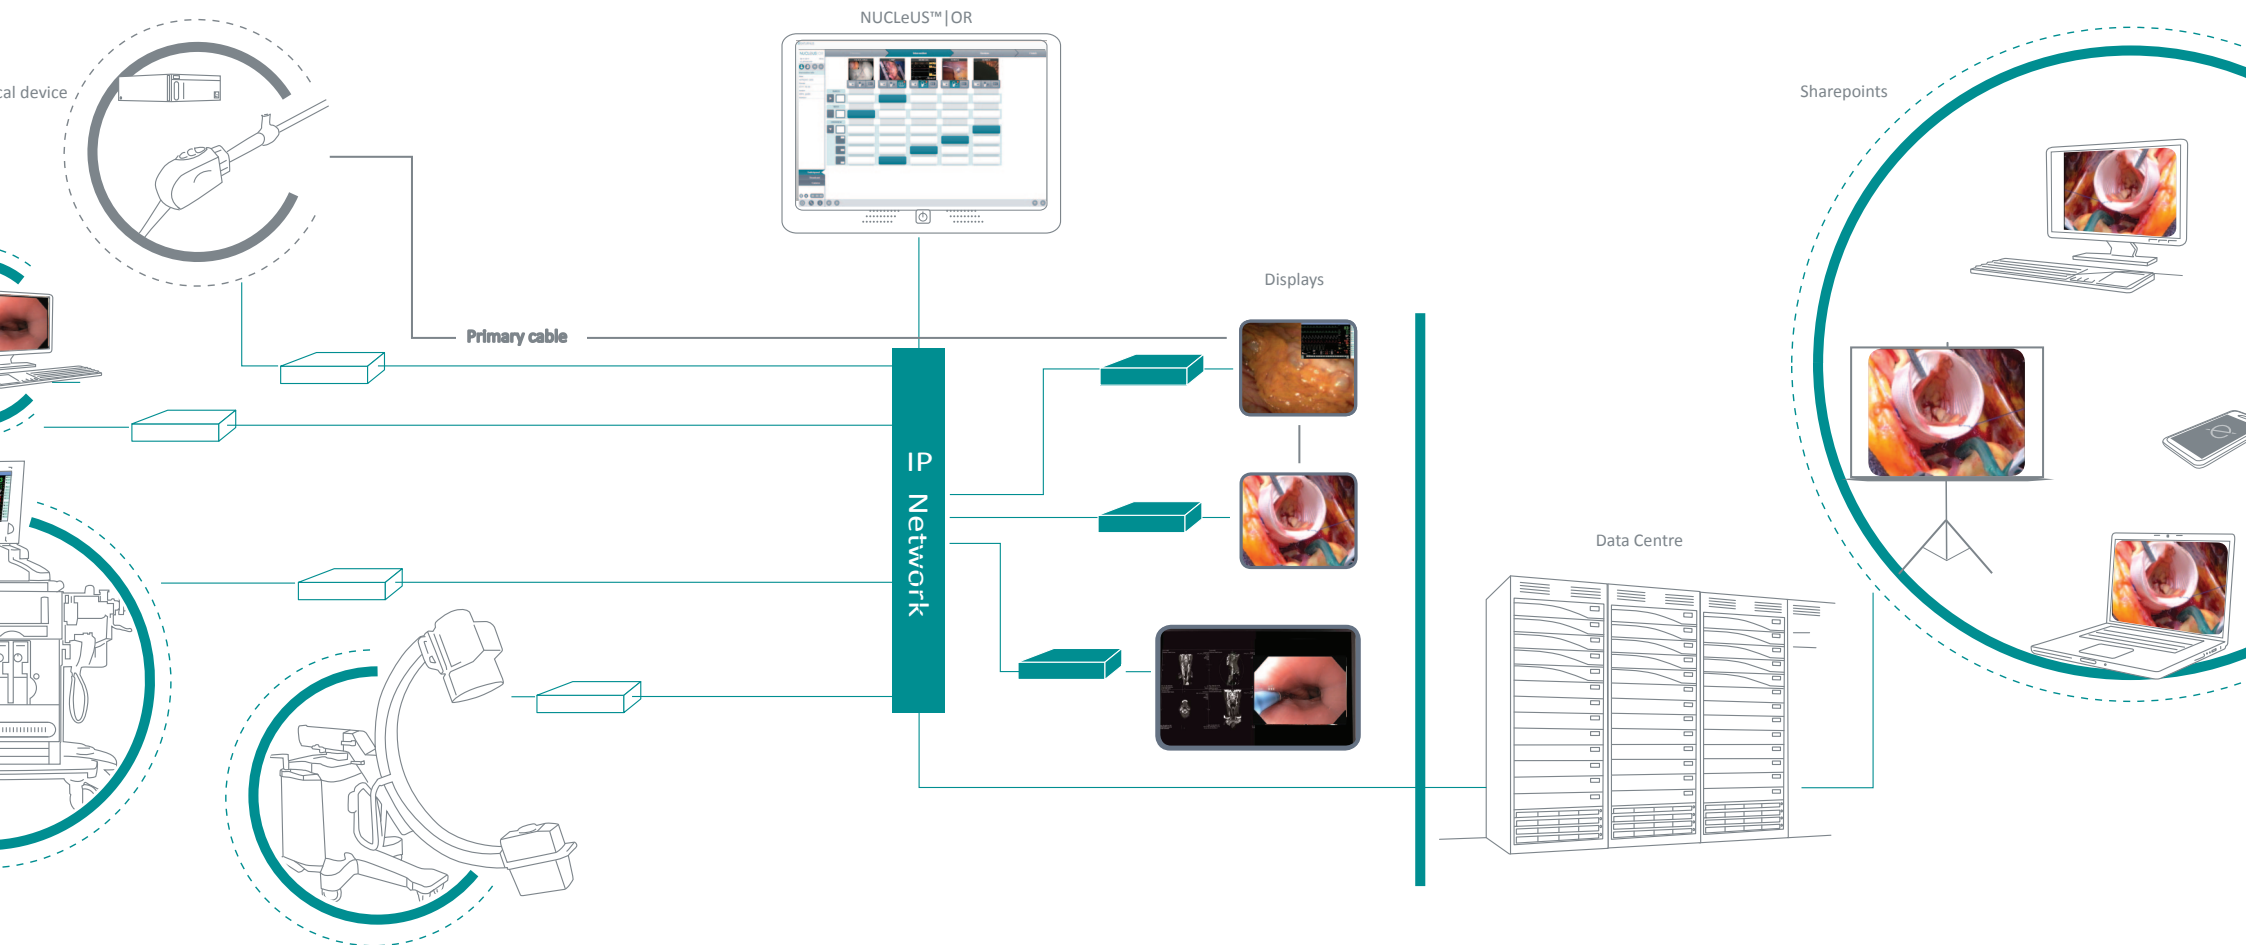 NUCLeUS™|OR
cal device
Sharepoints
Displays
Primary cable
IP Network
Data Centre